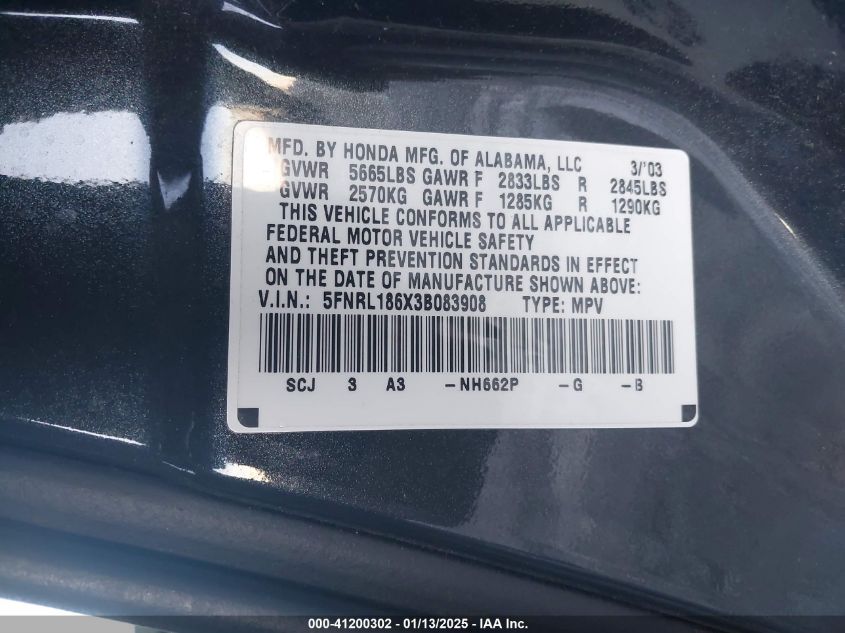 MFD. BY HONDA MFG. OF ALABAMA, LLC 3/'03
GVWR 5665LBS GAWR F 2833LBS R 2845LBS
GVWR 2570KG GAWR F 1285KG R 1290KG
THIS VEHICLE CONFORMS TO ALL APPLICABLE
FEDERAL MOTOR VEHICLE SAFETY
AND THEFT PREVENTION STANDARDS IN EFFECT
ON THE DATE OF MANUFACTURE SHOWN ABOVE:
V.I.N.: 5FNRL186X3B083908 TYPE: MPV
SCJ 3 A3 -NH662P -G -B
000-41200302 - 01/13/2025 - IAA Inc.